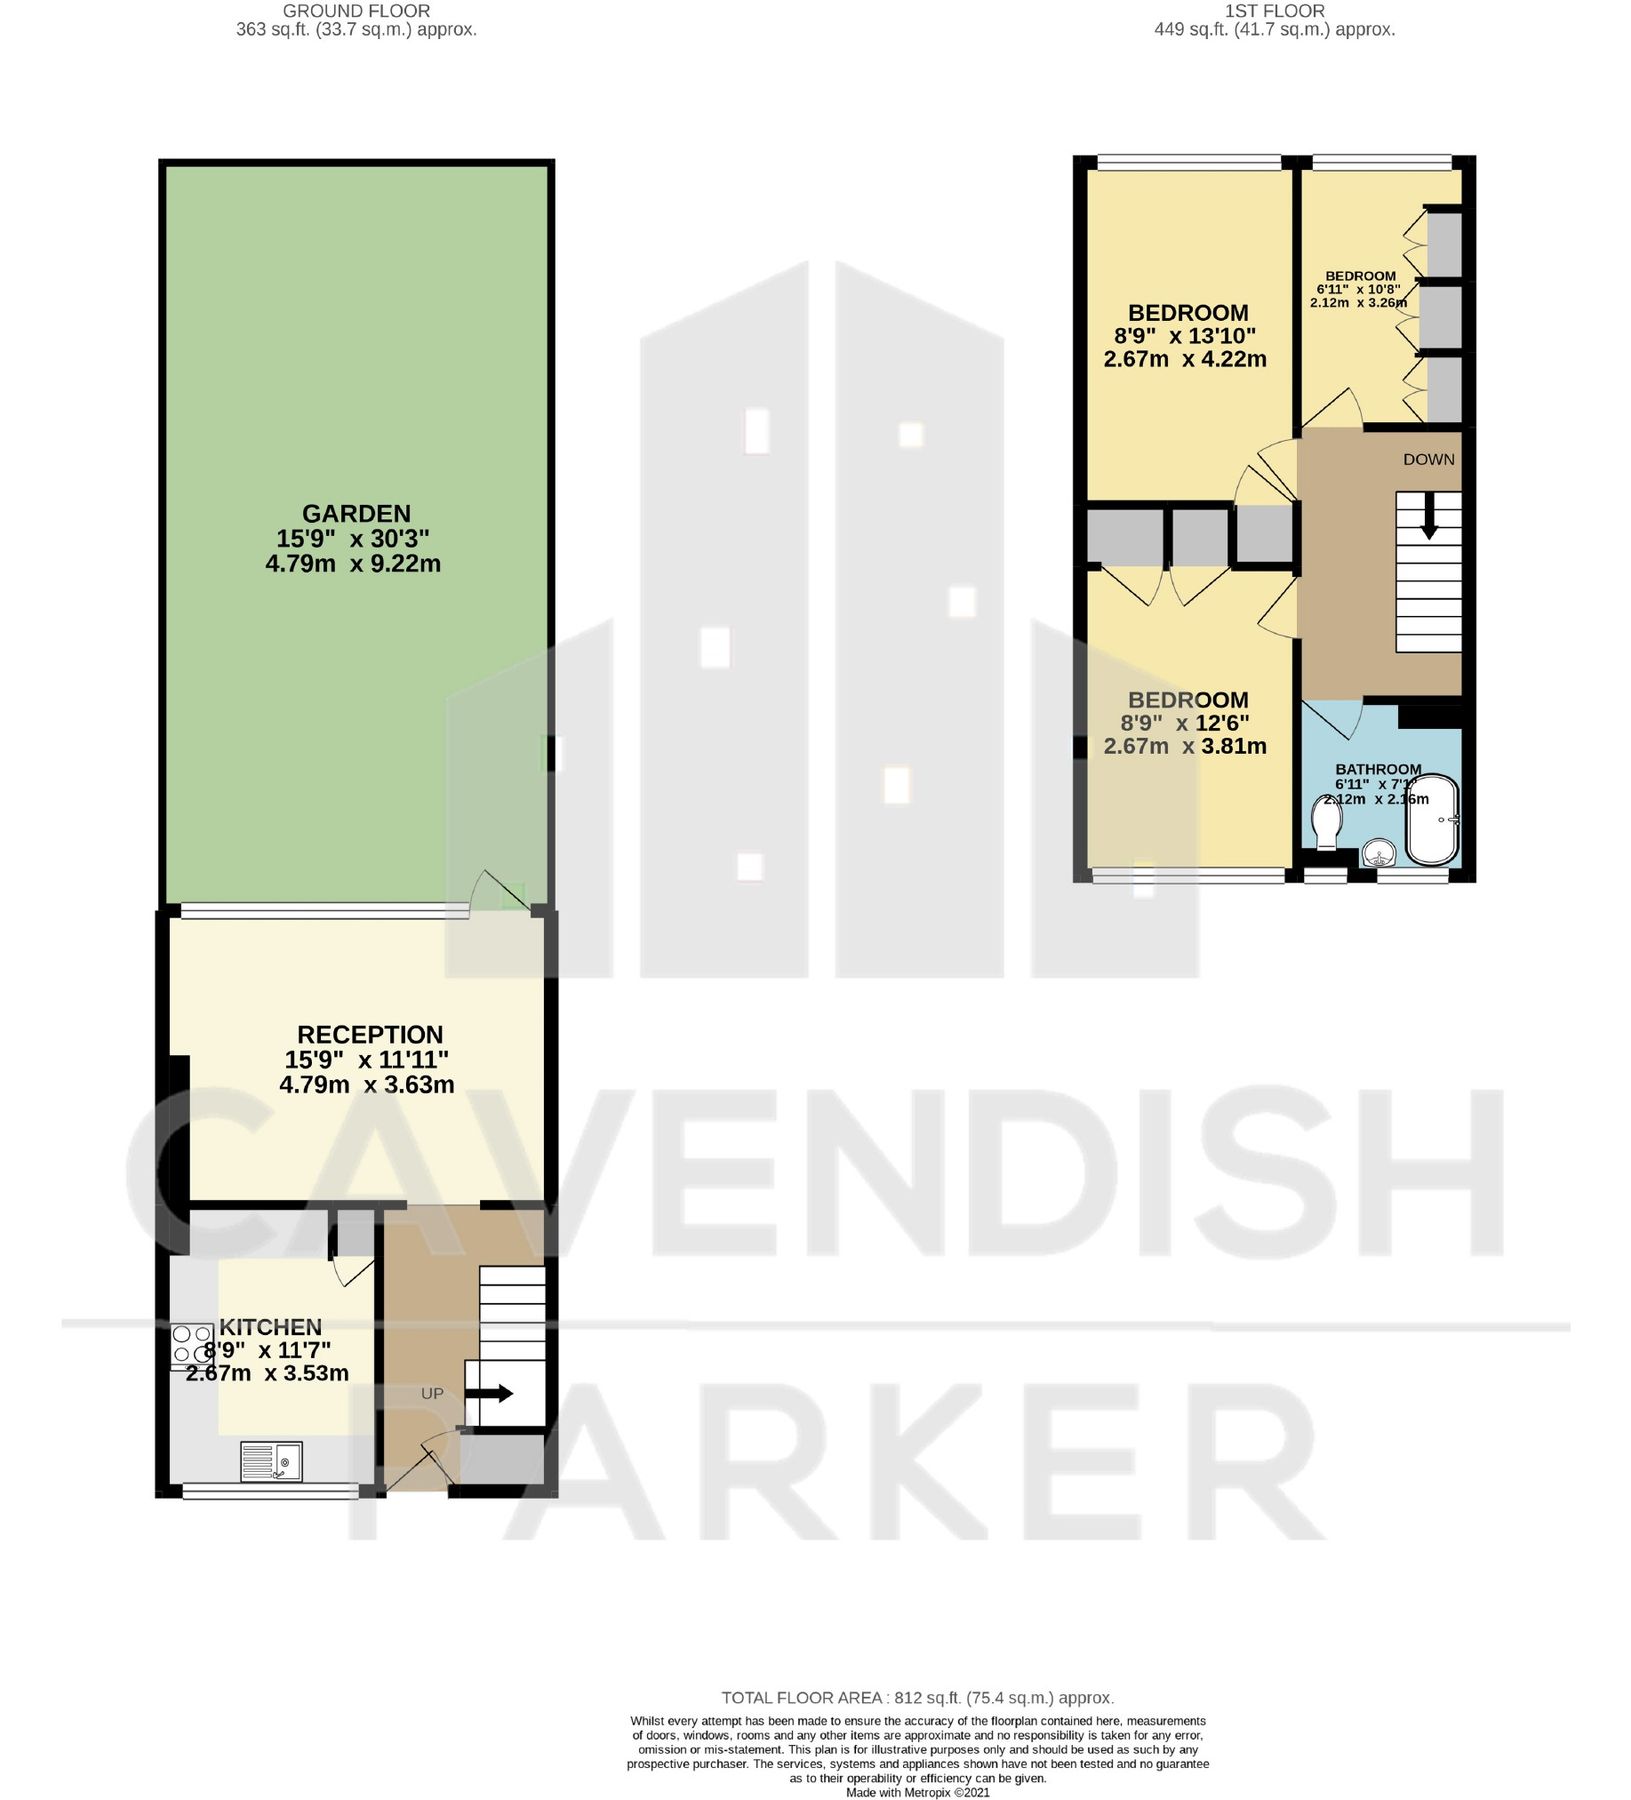 GROUND FLOOR
363 sq.ft. (33.7 sq.m.) approx.
1ST FLOOR
449 sq.ft. (41.7 sq.m.) approx.
GARDEN
15'9" x 30'3"
4.79m x 9.22m
BEDROOM
8'9" x 13'10"
2.67m x 4.22m
BEDROOM
6'11" x 10'8"
2.12m x 3.26m
DOWN
BEDROOM
8'9" x 12'6"
2.67m x 3.81m
BATHROOM
6'11" x 7'1"
2.12m x 2.16m
RECEPTION
15'9" x 11'11"
4.79m x 3.63m
KITCHEN
8'9" x 11'7"
2.67m x 3.53m
UP
CAVENDISH
PARKER
TOTAL FLOOR AREA : 812 sq.ft. (75.4 sq.m.) approx.
Whilst every attempt has been made to ensure the accuracy of the floorplan contained here, measurements
of doors, windows, rooms and any other items are approximate and no responsibility is taken for any error,
omission or mis-statement. This plan is for illustrative purposes only and should be used as such by any
prospective purchaser. The services, systems and appliances shown have not been tested and no guarantee
as to their operability or efficiency can be given.
Made with Metropix ©2021